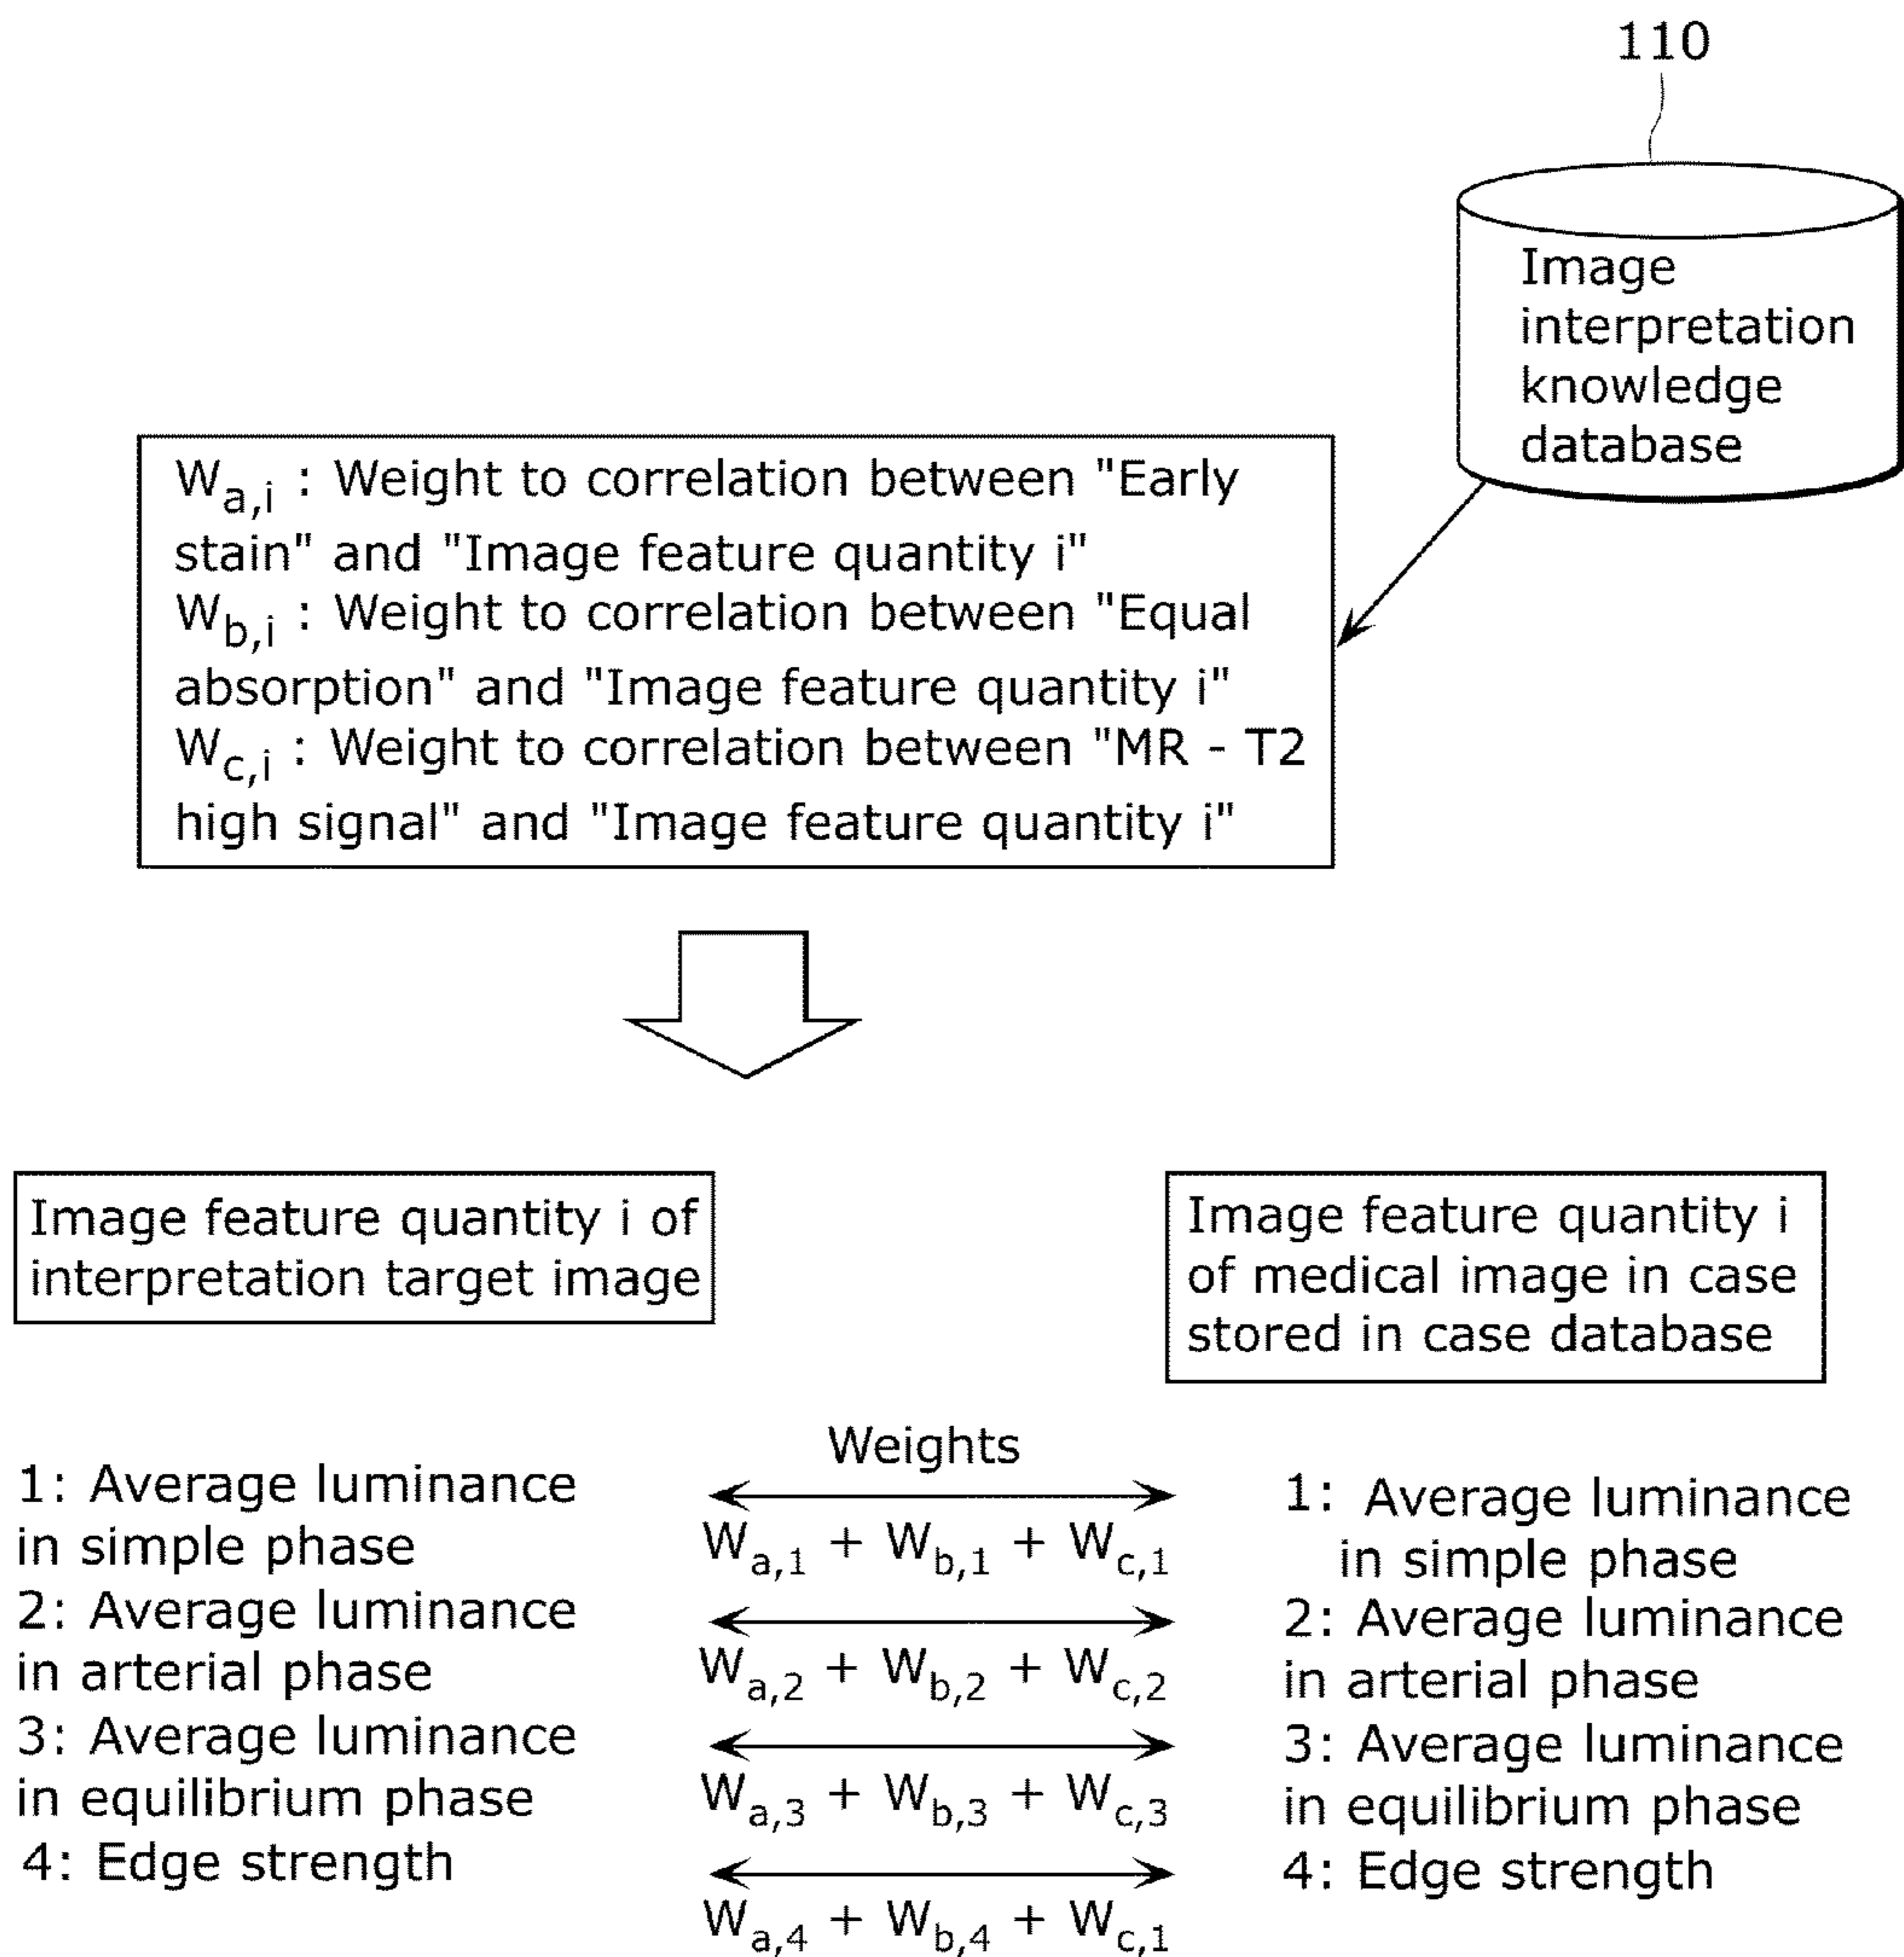 110
Image
interpretation
knowledge
database
Wa,i : Weight to correlation between "Early
stain" and "Image feature quantity i"
Wb,i : Weight to correlation between "Equal
absorption" and "Image feature quantity i"
Wc,i : Weight to correlation between "MR - T2
high signal" and "Image feature quantity i"
Image feature quantity i of
interpretation target image
Image feature quantity i
of medical image in case
stored in case database
1: Average luminance
in simple phase
2: Average luminance
in arterial phase
3: Average luminance
in equilibrium phase
4: Edge strength
Weights
Wa,1 + Wb,1 + Wc,1
Wa,2 + Wb,2 + Wc,2
Wa,3 + Wb,3 + Wc,3
Wa,4 + Wb,4 + Wc,1
1: Average luminance
in simple phase
2: Average luminance
in arterial phase
3: Average luminance
in equilibrium phase
4: Edge strength